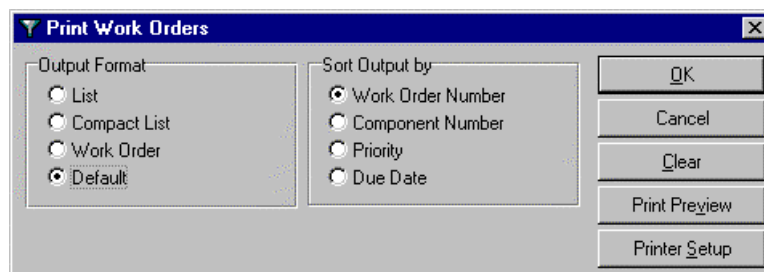 Print Work Orders
Output Format
List
Compact List
Work Order
Default
Sort Output by
Work Order Number
Component Number
Priority
Due Date
OK
Cancel
Clear
Print Preview
Printer Setup